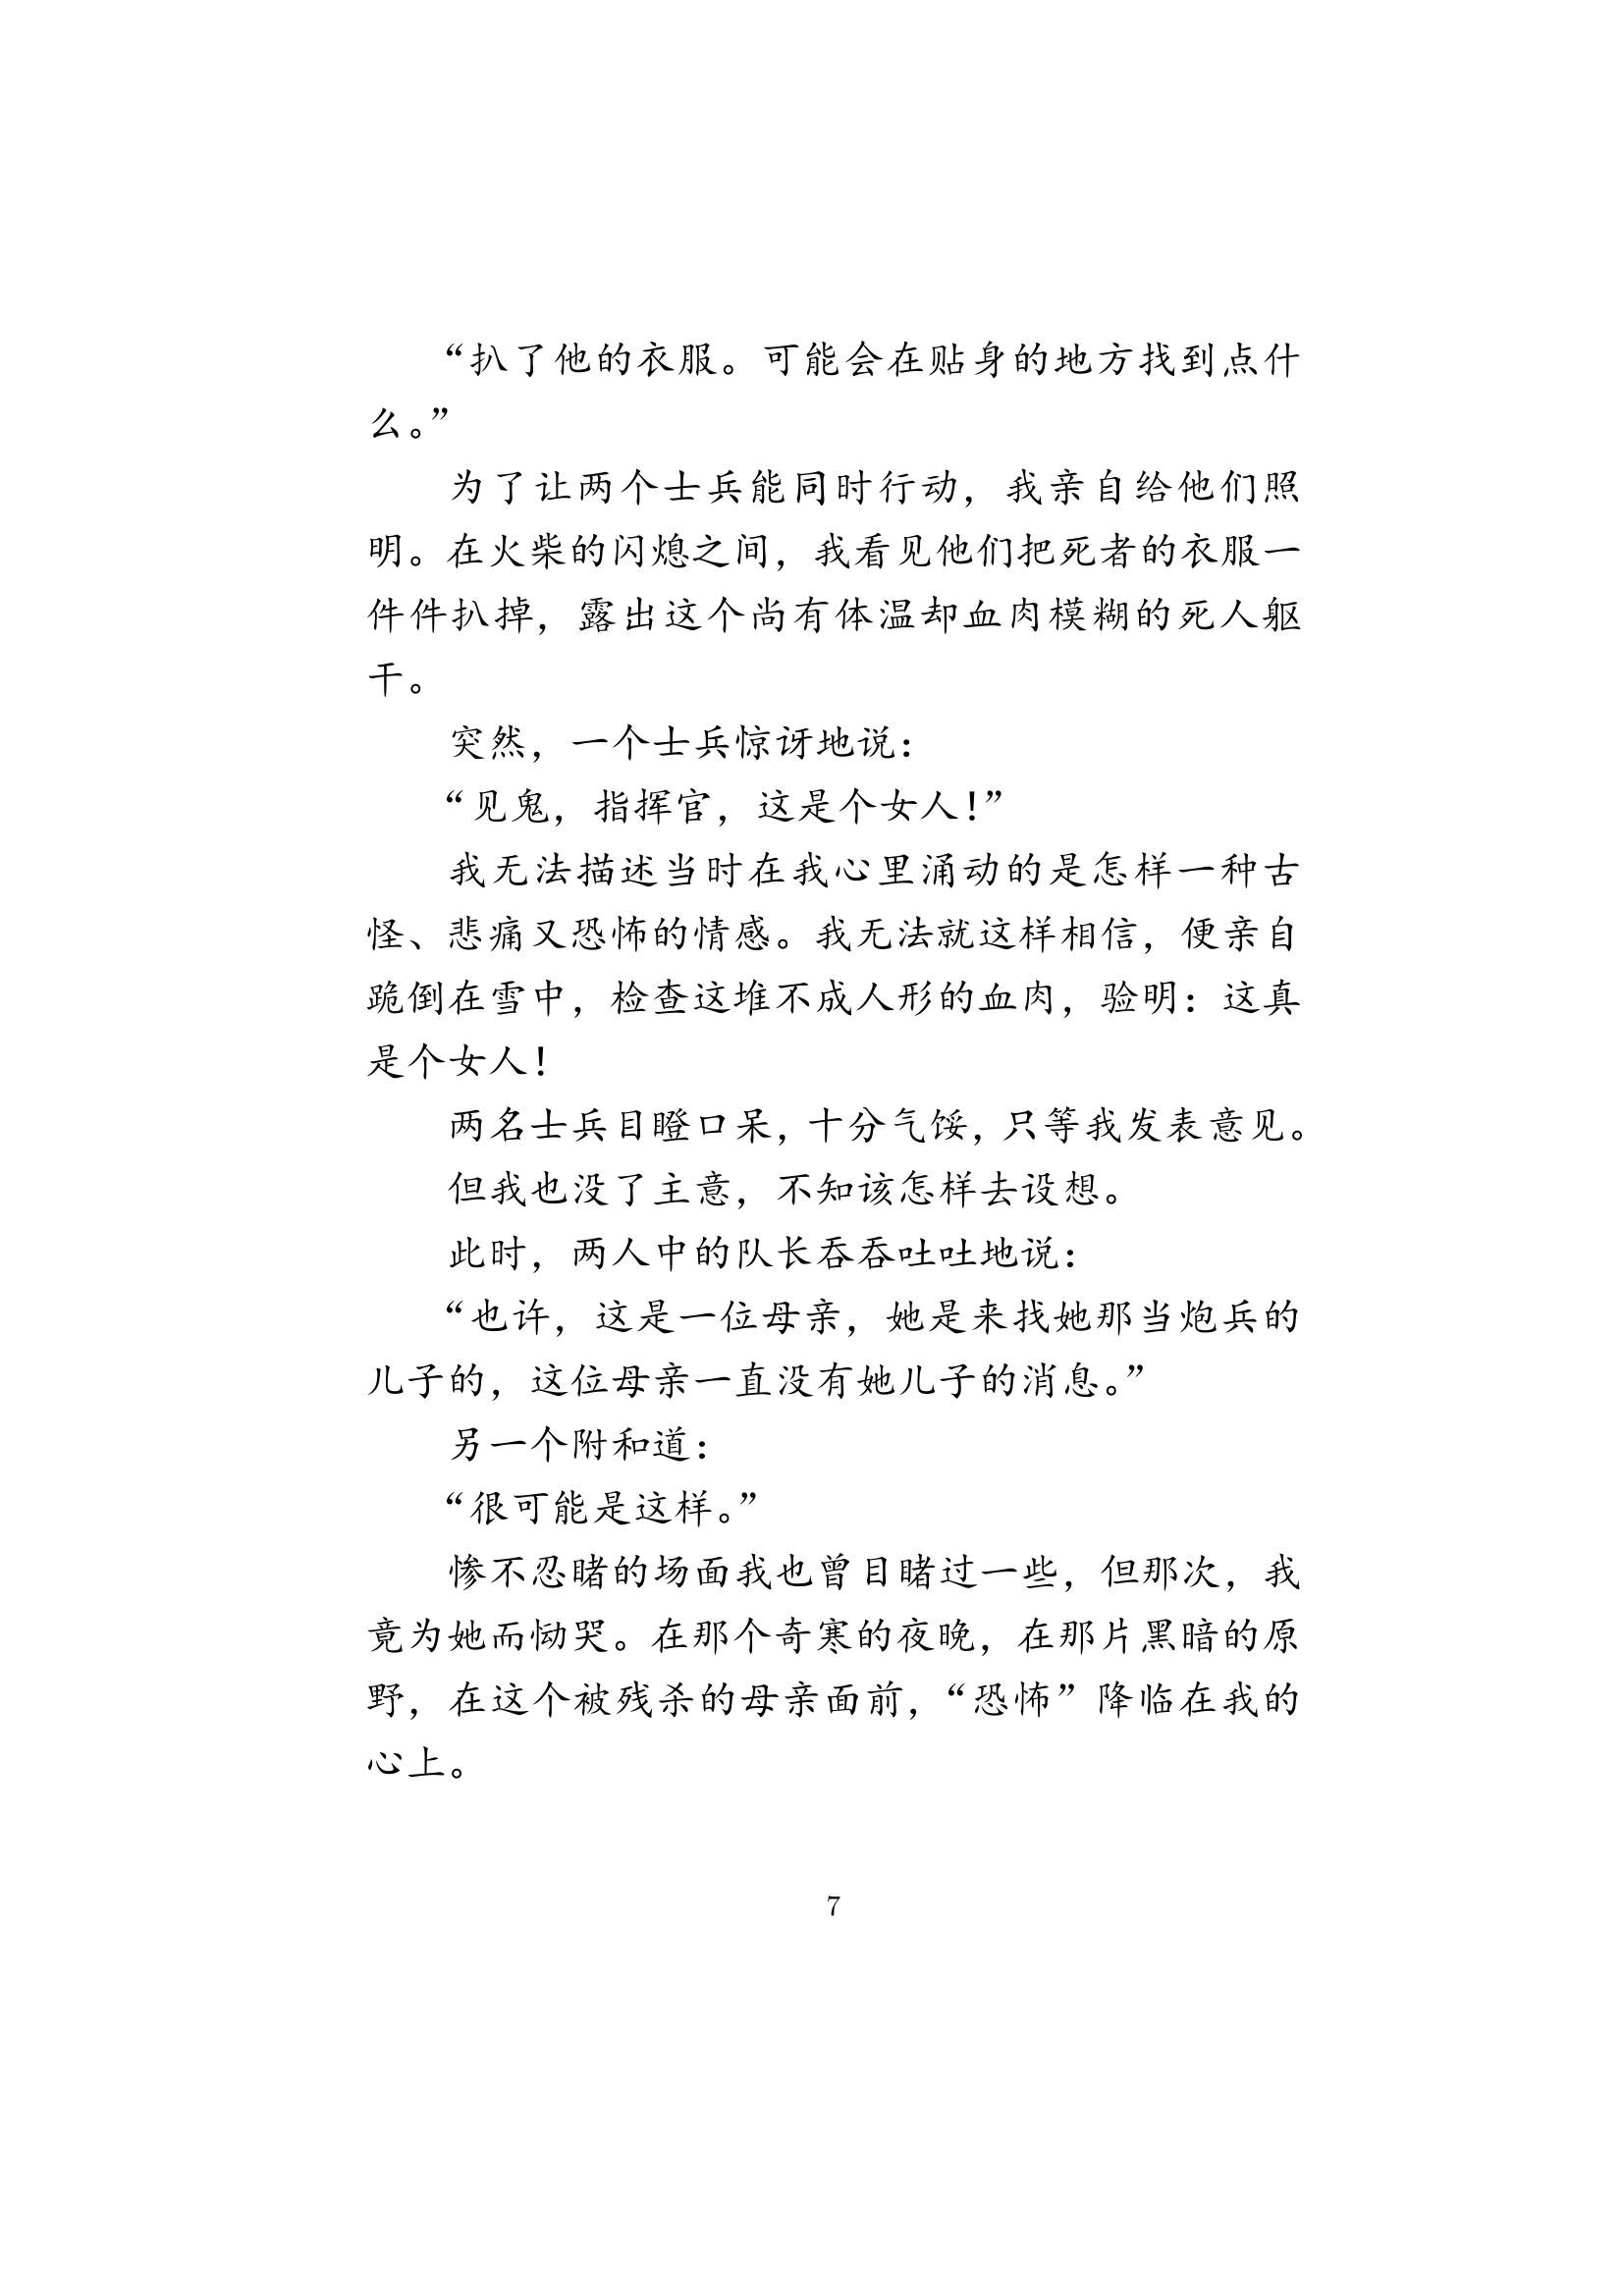 “扒了他的衣服。可能会在贴身的地方找到点什
么。”
为了让两个士兵能同时行动，我亲自给他们照
明。在火柴的闪熄之间，我看见他们把死者的衣服一
件件扒掉，露出这个尚有体温却血肉模糊的死人躯
干。
突然，一个士兵惊讶地说：
“见鬼，指挥官，这是个女人！”
我无法描述当时在我心里涌动的是怎样一种古
怪、悲痛又恐怖的情感。我无法就这样相信，便亲自
跪倒在雪中，检查这堆不成人形的血肉，验明：这真
是个女人！
两名士兵目瞪口呆，十分气馁，只等我发表意见。
但我也没了主意，不知该怎样去设想。
此时，两人中的队长吞吞吐吐地说：
“也许，这是一位母亲，她是来找她那当炮兵的
儿子的，这位母亲一直没有她儿子的消息。”
另一个附和道：
“很可能是这样。”
惨不忍睹的场面我也曾目睹过一些，但那次，我
竟为她而恸哭。在那个奇寒的夜晚，在那片黑暗的原
野，在这个被残杀的母亲面前，“恐怖”降临在我的
心上。
7